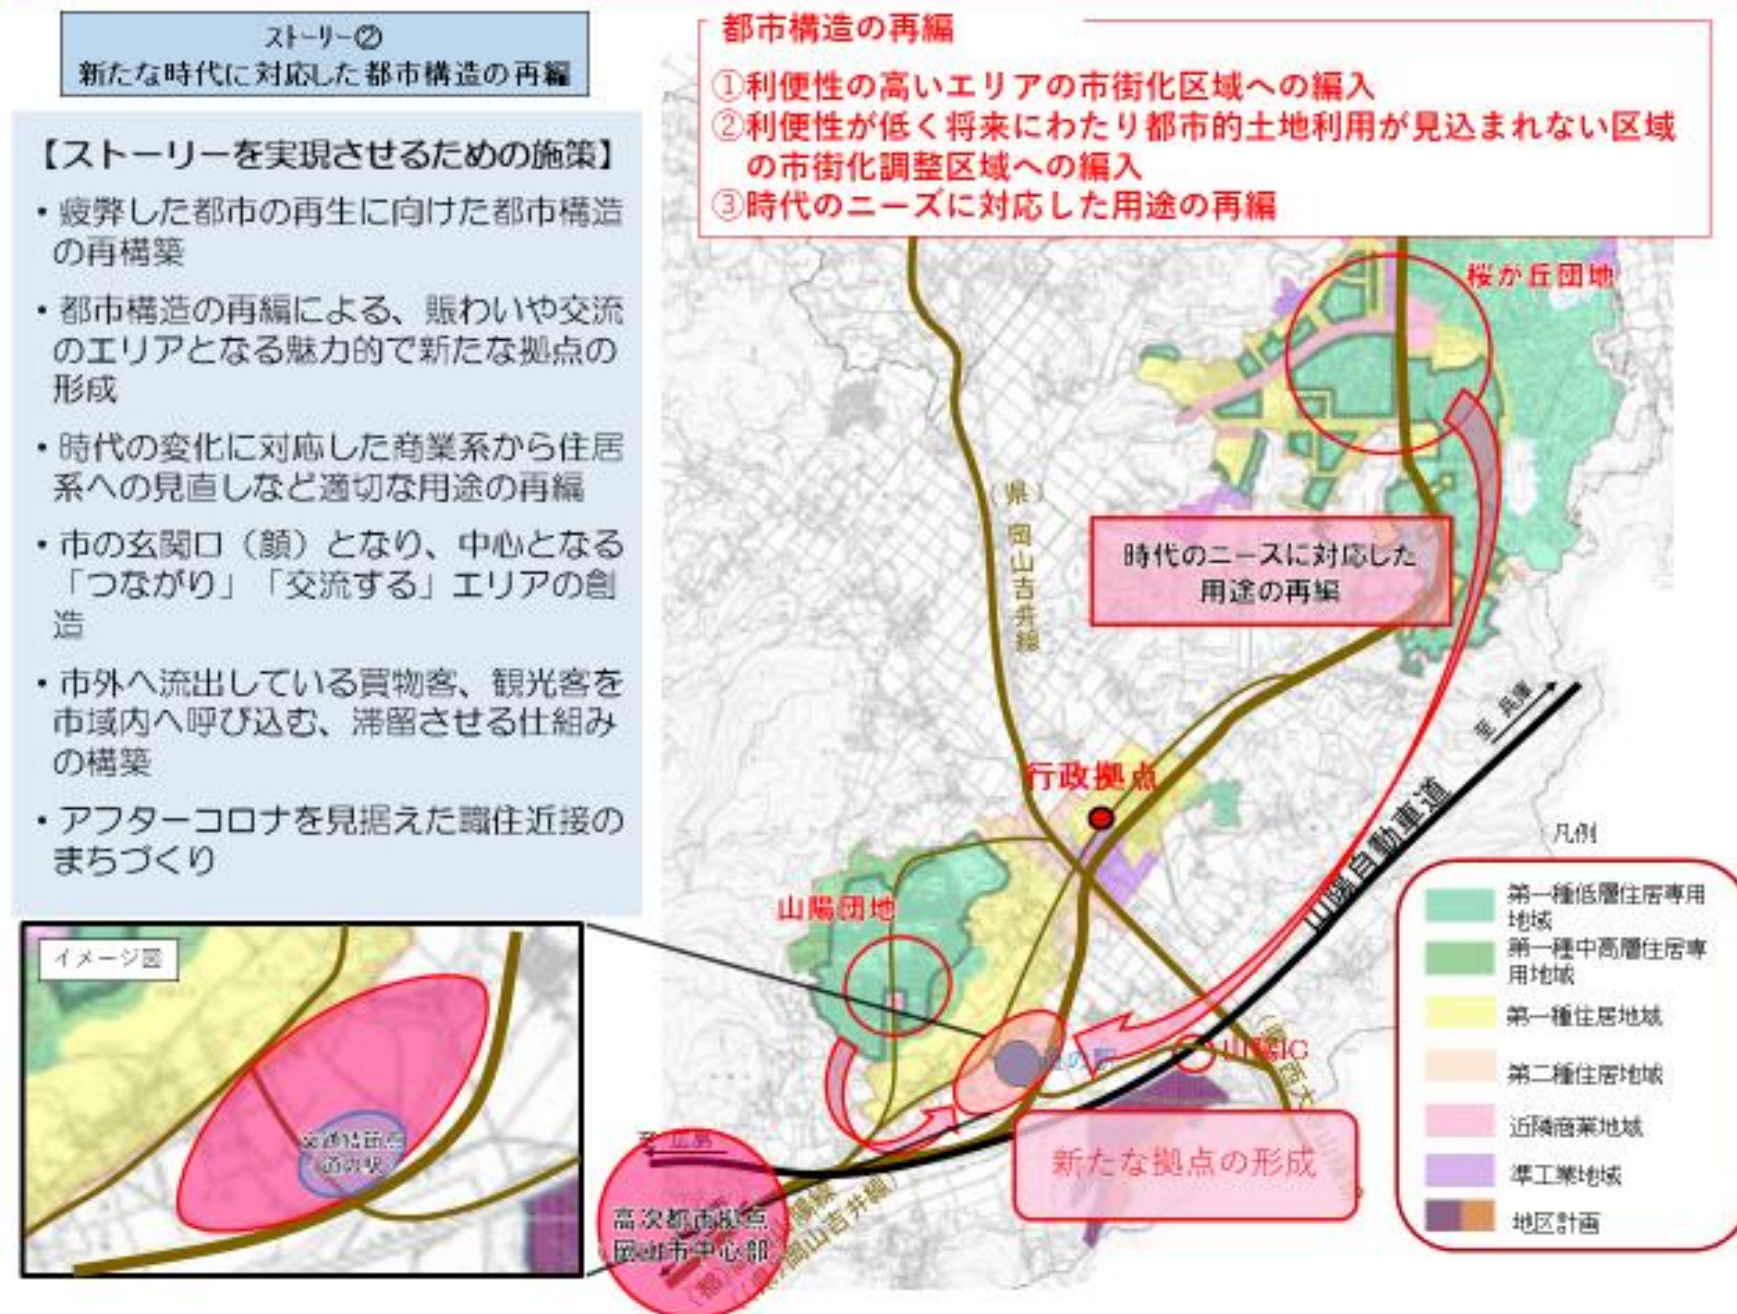 ストーリー②
新たな時代に対応した都市構造の再編
【ストーリーを実現させるための施策】
・疲弊した都市の再生に向けた都市構造
の再構築
・都市構造の再編による、賑わいや交流
のエリアとなる魅力的で新たな拠点の
形成
・時代の変化に対応した商業系から住居
系への見直しなど適切な用途の再編
・市の玄関口（顔）となり、中心となる
「つながり」「交流する」エリアの創
造
・市外へ流出している買物客、観光客を
市域内へ呼び込む、滞留させる仕組み
の構築
・アフターコロナを見据えた職住近接の
まちづくり
都市構造の再編
①利便性の高いエリアの市街化区域への編入
②利便性が低く将来にわたり都市的土地利用が見込まれない区域
の市街化調整区域への編入
③時代のニーズに対応した用途の再編
桜が丘団地
（県）岡山吉井線
時代のニーズに対応した
用途の再編
至 兵庫
行政拠点
山陽自動車道
山陽団地
道の駅
山陽IC
新たな拠点の形成
至 広島
高次都市拠点
岡山市中心部
イメージ図
交通結節点
道の駅
凡例
第一種低層住居専用
地域
第一種中高層住居専
用地域
第一種住居地域
第二種住居地域
近隣商業地域
準工業地域
地区計画